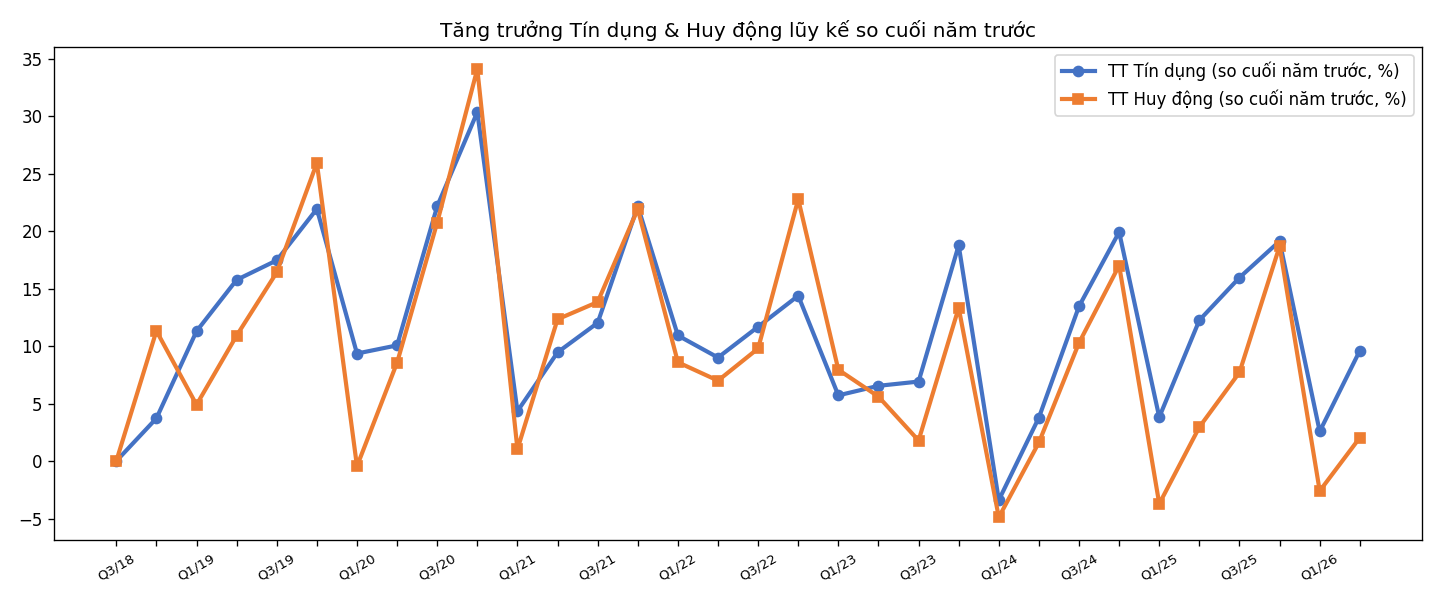 Tăng trưởng Tín dụng & Huy động lũy kế so cuối năm trước
TT Tín dụng (so cuối năm trước, %)
TT Huy động (so cuối năm trước, %)
35
30
25
20
15
10
5
0
−5
Q3/18
Q1/19
Q3/19
Q1/20
Q3/20
Q1/21
Q3/21
Q1/22
Q3/22
Q1/23
Q3/23
Q1/24
Q3/24
Q1/25
Q3/25
Q1/26